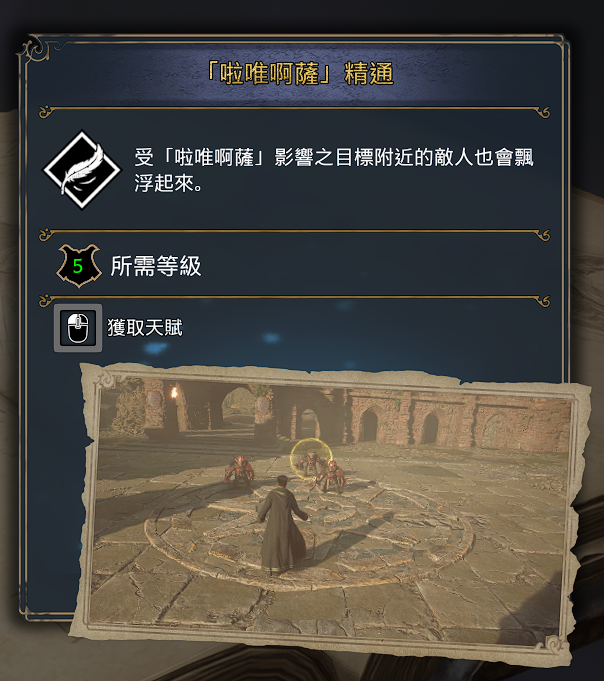 「啦唯啊薩」精通
受「啦唯啊薩」影響之目標附近的敵人也會飄
浮起來。
5 所需等級
獲取天賦